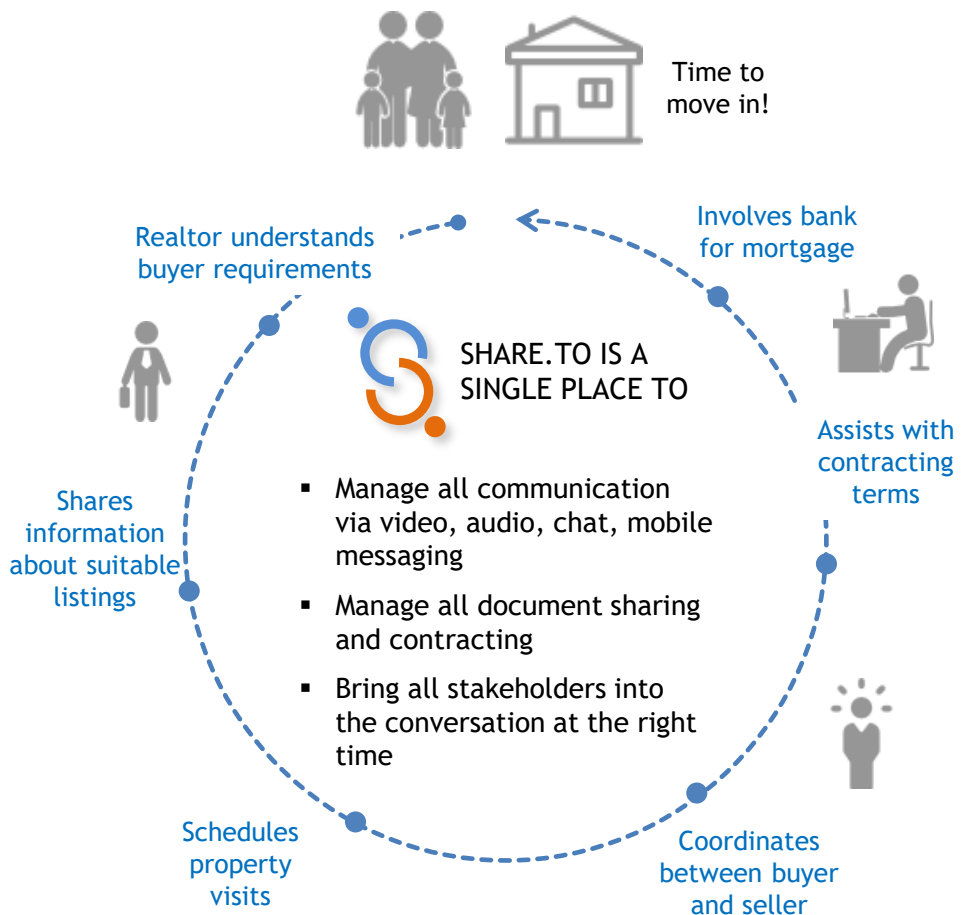 Time to
move in!
Realtor understands
buyer requirements
Shares
information
about suitable
listings
Schedules
property
visits
Coordinates
between buyer
and seller
Assists with
contracting
terms
Involves bank
for mortgage
SHARE.TO IS A
SINGLE PLACE TO
▪ Manage all communication
via video, audio, chat, mobile
messaging
▪ Manage all document sharing
and contracting
▪ Bring all stakeholders into
the conversation at the right
time